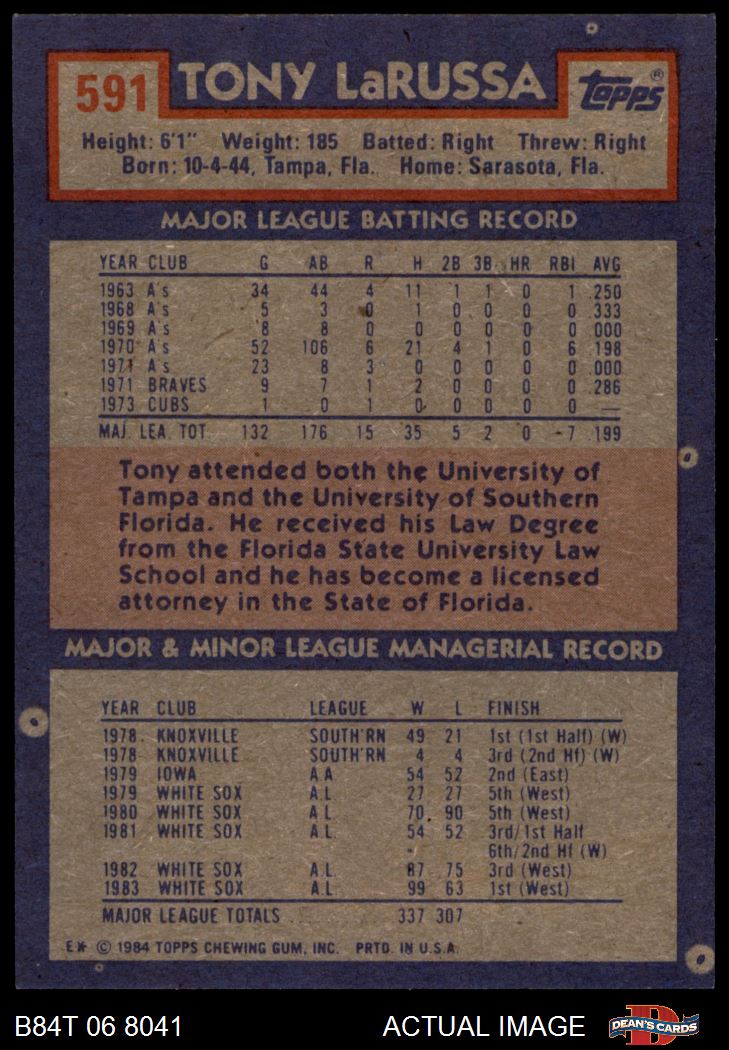 591 TONY LaRUSSA Topps®
Height: 6'1" Weight: 185 Batted: Right Threw: Right
Born: 10-4-44, Tampa, Fla. Home: Sarasota, Fla.
MAJOR LEAGUE BATTING RECORD
YEAR CLUB G AB R H 2B 3B HR RBI AVG
1963 A's 34 44 4 11 1 1 0 1 .250
1968 A's 5 3 0 1 0 0 0 0 .333
1969 A's 8 8 0 0 0 0 0 0 .000
1970 A's 52 106 6 21 4 1 0 6 .198
1971 A's 23 8 3 0 0 0 0 0 .000
1971 BRAVES 9 7 1 2 0 0 0 0 .286
1973 CUBS 1 0 1 0 0 0 0 0 —
MAJ. LEA. TOT. 132 176 15 35 5 2 0 7 .199
Tony attended both the University of
Tampa and the University of Southern
Florida. He received his Law Degree
from the Florida State University Law
School and he has become a licensed
attorney in the State of Florida.
MAJOR & MINOR LEAGUE MANAGERIAL RECORD
YEAR CLUB LEAGUE W L FINISH
1978 KNOXVILLE SOUTH'RN 49 21 1st (1st Half) (W)
1978 KNOXVILLE SOUTH'RN 4 4 3rd (2nd Hf) (W)
1979 IOWA A.A. 54 52 2nd (East)
1979 WHITE SOX A.L. 27 27 5th (West)
1980 WHITE SOX A.L. 70 90 5th (West)
1981 WHITE SOX A.L. 54 52 3rd/1st Half
6th/2nd Hf (W)
1982 WHITE SOX A.L. 87 75 3rd (West)
1983 WHITE SOX A.L. 99 63 1st (West)
MAJOR LEAGUE TOTALS 337 307
E* © 1984 TOPPS CHEWING GUM, INC. PRTD. IN U.S.A.
B84T 06 8041 ACTUAL IMAGE D DEAN'S CARDS